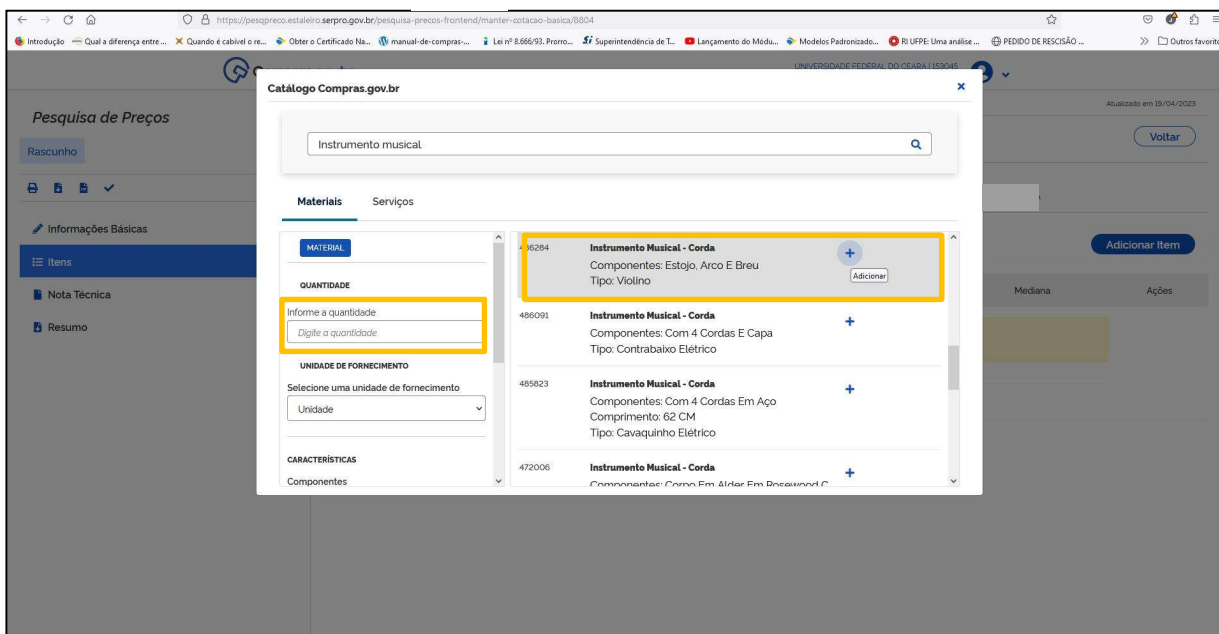 https://pesqpreco.estaleiro.serpro.gov.br/pesquisa-precos-frontend/manter-cotacao-basica/8804
Introdução Qual a diferença entre ... Quando é cabível o re... Obter o Certificado Na... manual-de-compras-... Lei nº 8.666/93. Prorro... Superintendência de T... Lançamento do Módu... Modelos Padronizado... RI UFPE: Uma análise ... PEDIDO DE RESCISÃO ... Outros favorit
UNIVERSIDADE FEDERAL DO CEARA | 153045
Catálogo Compras.gov.br
Atualizado em 19/04/2023
Pesquisa de Preços
Voltar
Rascunho
Instrumento musical
Materiais Serviços
Informações Básicas
Itens
Nota Técnica
Resumo
Adicionar Item
Mediana Ações
MATERIAL
QUANTIDADE
Informe a quantidade
Digite a quantidade
UNIDADE DE FORNECIMENTO
Selecione uma unidade de fornecimento
Unidade
CARACTERÍSTICAS
Componentes
Instrumento Musical - Corda
Componentes: Estojo, Arco E Breu
Tipo: Violino
Adicionar
486091 Instrumento Musical - Corda
Componentes: Com 4 Cordas E Capa
Tipo: Contrabaixo Elétrico
485823 Instrumento Musical - Corda
Componentes: Com 4 Cordas Em Aço
Comprimento: 62 CM
Tipo: Cavaquinho Elétrico
472006 Instrumento Musical - Corda
Componentes: Corpo Em Alder Em Rosewood C